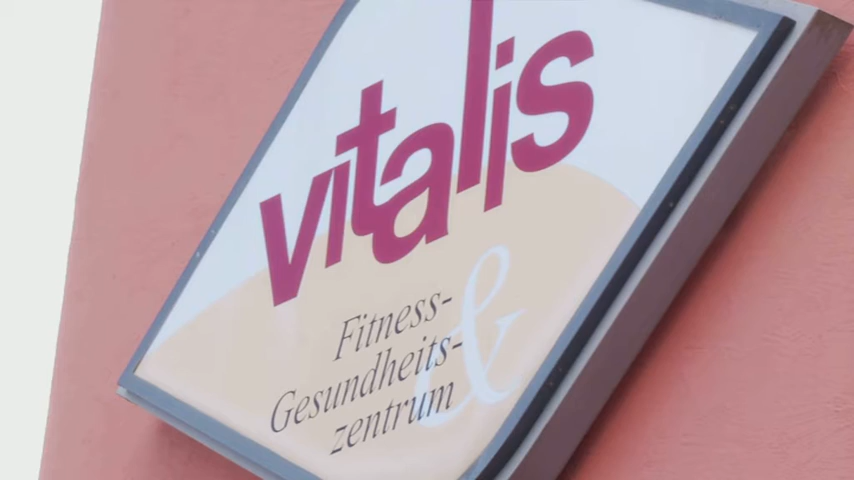 vitalis
Fitness-
&
Gesundheits-
zentrum